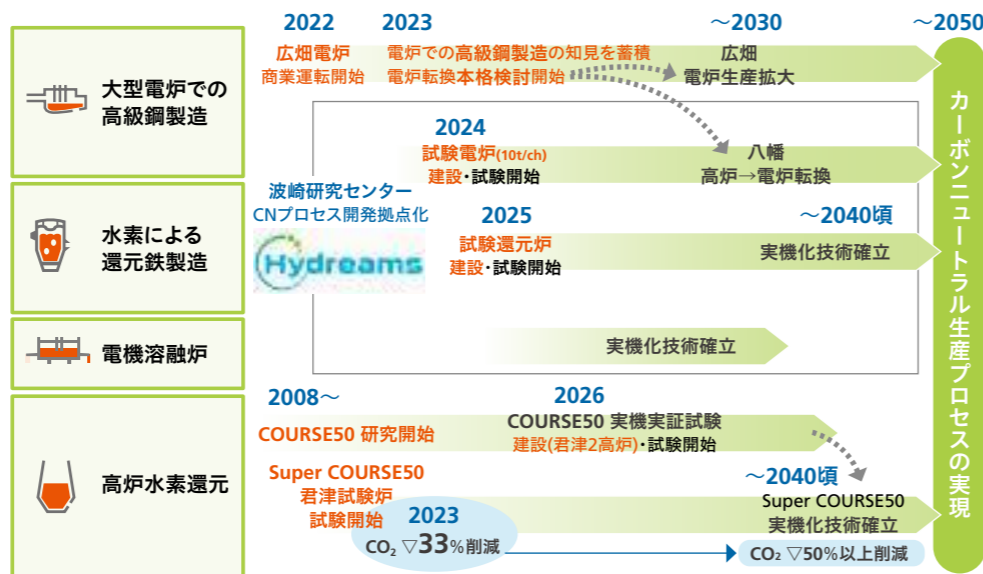 2022
2023
～2030
～2050
大型電炉での
高級鋼製造
広畑電炉
商業運転開始
電炉での高級鋼製造の知見を蓄積
電炉転換本格検討開始
広畑
電炉生産拡大
2024
試験電炉(10t/ch)
建設・試験開始
八幡
高炉→電炉転換
水素による
還元鉄製造
波崎研究センター
CNプロセス開発拠点化
Hydreams
2025
試験還元炉
建設・試験開始
～2040頃
実機化技術確立
電機溶融炉
実機化技術確立
高炉水素還元
2008～
COURSE50 研究開始
2026
COURSE50 実機実証試験
建設(君津2高炉)・試験開始
Super COURSE50
君津試験炉
試験開始
2023
CO₂ ▽33%削減
～2040頃
Super COURSE50
実機化技術確立
CO₂ ▽50%以上削減
カーボンニュートラル生産プロセスの実現